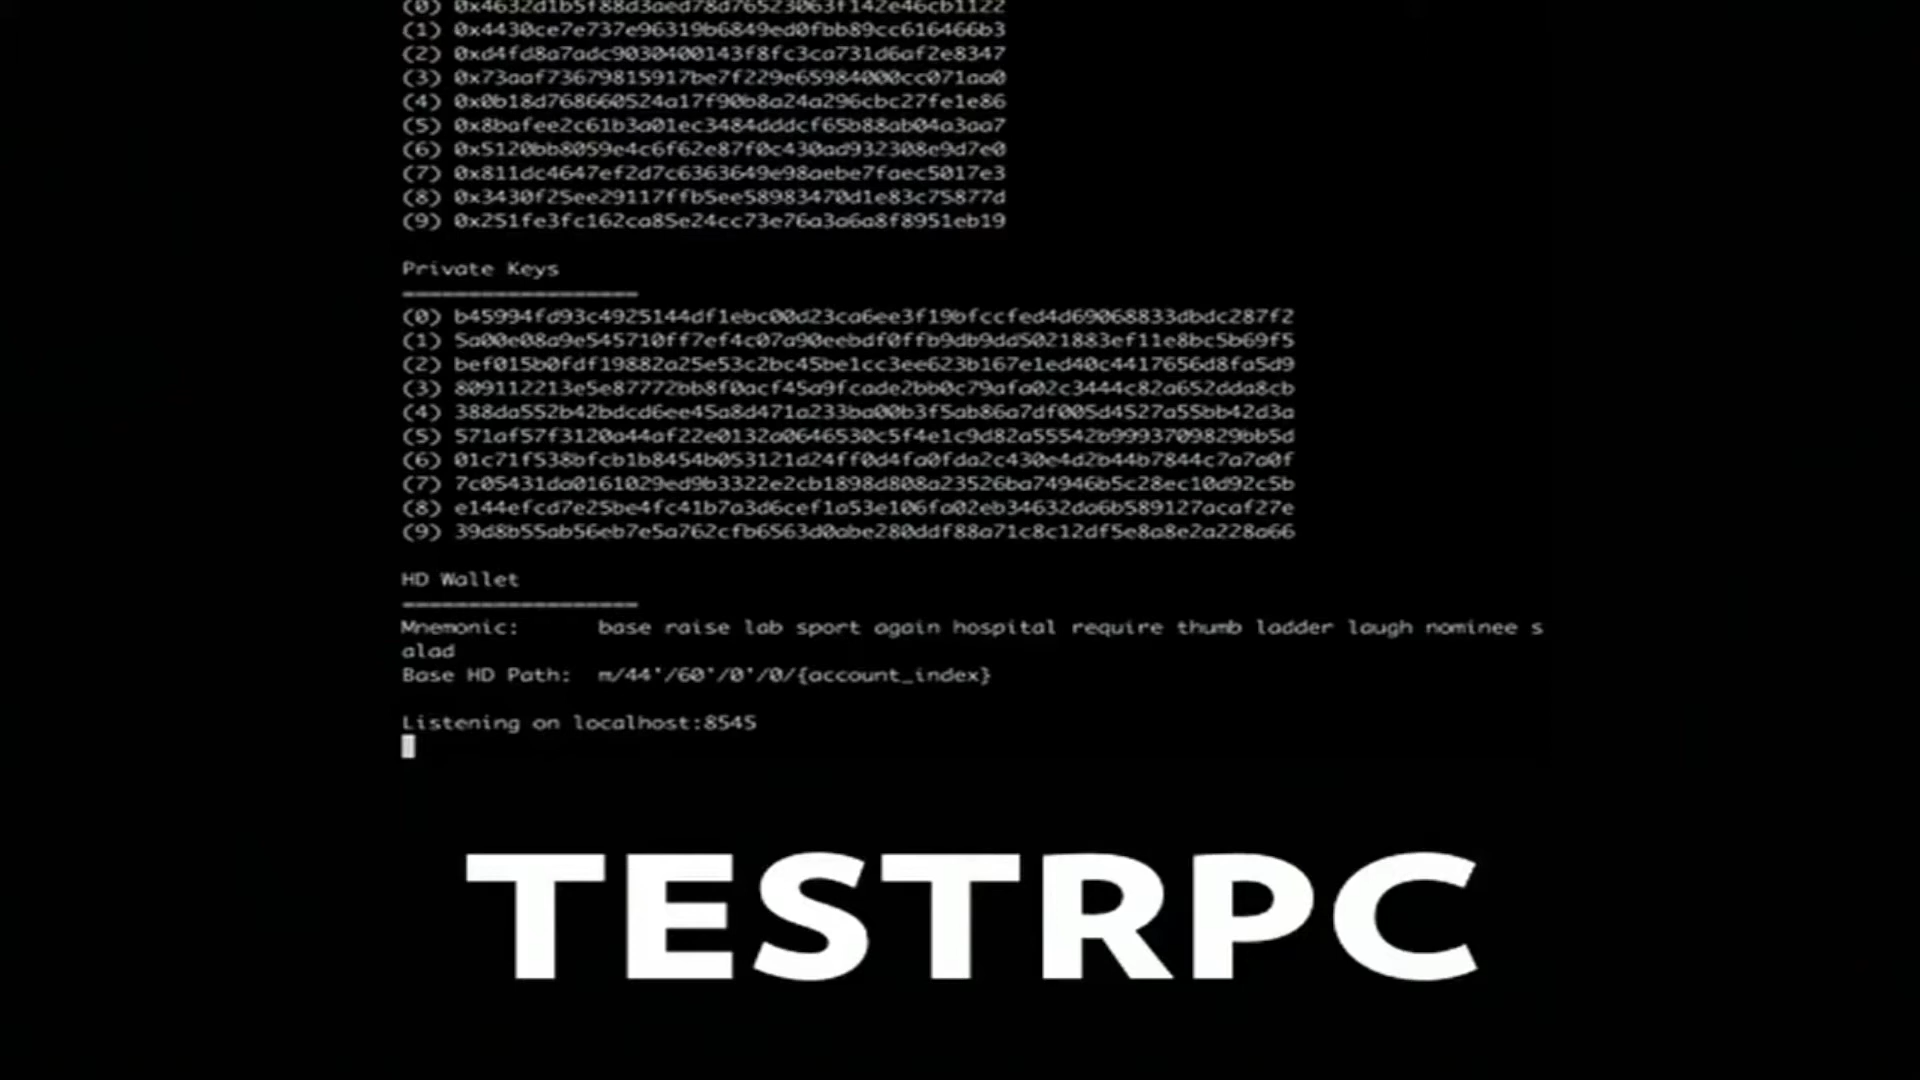 (0) 0x4632d1b5f88d3aed78d76523063f142e46cb1122
(1) 0x4430ce7e737e96319b6849ed0fbb89cc616466b3
(2) 0xd4fd8a7adc9030400143f8fc3ca731d6af2e8347
(3) 0x73aaf73679815917be7f229e65984000cc071aa0
(4) 0x0b18d768660524a17f90b8a24a296cbc27fe1e86
(5) 0x8bafee2c61b3a01ec3484dddcf65b88ab04a3aa7
(6) 0x5120bb8059e4c6f62e87f0c430ad932308e9d7e0
(7) 0x811dc4647ef2d7c6363649e98aebe7faec5017e3
(8) 0x3430f25ee29117ffb5ee58983470d1e83c75877d
(9) 0x251fe3fc162ca85e24cc73e76a3a6a8f8951eb19
Private Keys
==================
(0) b45994fd93c4925144df1ebc00d23ca6ee3f19bfccfed4d69068833dbdc287f2
(1) 5a00e08a9e545710ff7ef4c07a90eebdf0ffb9db9dd5021883ef11e8bc5b69f5
(2) bef015b0fdf19882a25e53c2bc45be1cc3ee623b167e1ed40c4417656d8fa5d9
(3) 809112213e5e87772bb8f0acf45a9fcade2bb0c79afa02c3444c82a652dda8cb
(4) 388da552b42bdcd6ee45a8d471a233ba00b3f5ab86a7df005d4527a55bb42d3a
(5) 571af57f3120a44af22e0132a0646530c5f4e1c9d82a55542b9993709829bb5d
(6) 01c71f538bfcb1b8454b053121d24ff0d4fa0fda2c430e4d2b44b7844c7a7a0f
(7) 7c05431da0161029ed9b3322e2cb1898d808a23526ba74946b5c28ec10d92c5b
(8) e144efcd7e25be4fc41b7a3d6cef1a53e106fa02eb34632da6b589127acaf27e
(9) 39d8b55ab56eb7e5a762cfb6563d0abe280ddf88a71c8c12df5e8a8e2a228a66
HD Wallet
==================
Mnemonic: base raise lab sport again hospital require thumb ladder laugh nominee s
alad
Base HD Path: m/44'/60'/0'/0/{account_index}
Listening on localhost:8545
TESTRPC